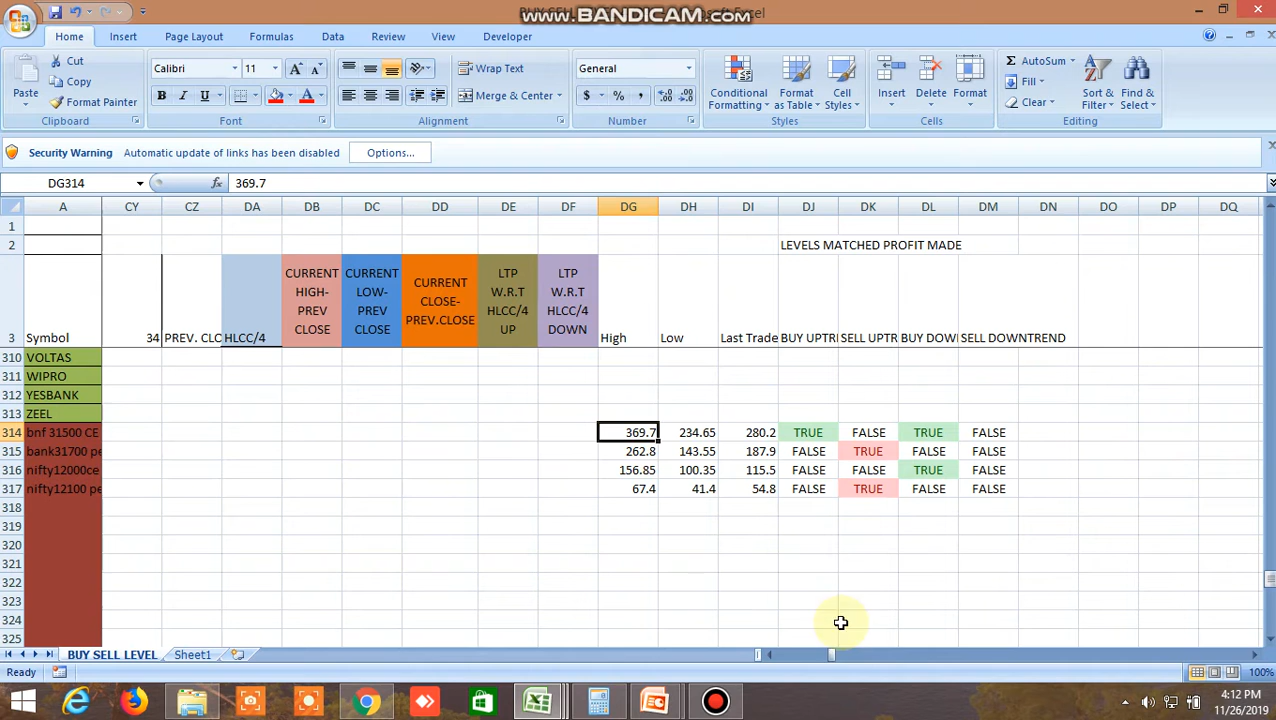 www.BANDICAM.com
Home Insert Page Layout Formulas Data Review View Developer
Cut
Copy
Format Painter
Paste
Clipboard
Calibri 11
B I U
Font
Wrap Text
Merge & Center
Alignment
General
$ % ,
Number
Conditional Formatting
Format as Table
Cell Styles
Styles
Insert Delete Format
Cells
AutoSum
Fill
Clear
Sort & Filter
Find & Select
Editing
Security Warning Automatic update of links has been disabled Options...
DG314 fx 369.7
A CY CZ DA DB DC DD DE DF DG DH DI DJ DK DL DM DN DO DP DQ
1
2 LEVELS MATCHED PROFIT MADE
3 Symbol 34 PREV. CLO HLCC/4 CURRENT HIGH- PREV CLOSE CURRENT LOW- PREV CLOSE CURRENT CLOSE- PREV.CLOSE LTP W.R.T HLCC/4 UP LTP W.R.T HLCC/4 DOWN High Low Last Trade BUY UPTRE SELL UPTR BUY DOW SELL DOWNTREND
310 VOLTAS
311 WIPRO
312 YESBANK
313 ZEEL
314 bnf 31500 CE 369.7 234.65 280.2 TRUE FALSE TRUE FALSE
315 bank31700 pe 262.8 143.55 187.9 FALSE TRUE FALSE FALSE
316 nifty12000ce 156.85 100.35 115.5 FALSE FALSE TRUE FALSE
317 nifty12100 pe 67.4 41.4 54.8 FALSE TRUE FALSE FALSE
318
319
320
321
322
323
324
325
BUY SELL LEVEL Sheet1
Ready 100%
4:12 PM
11/26/2019